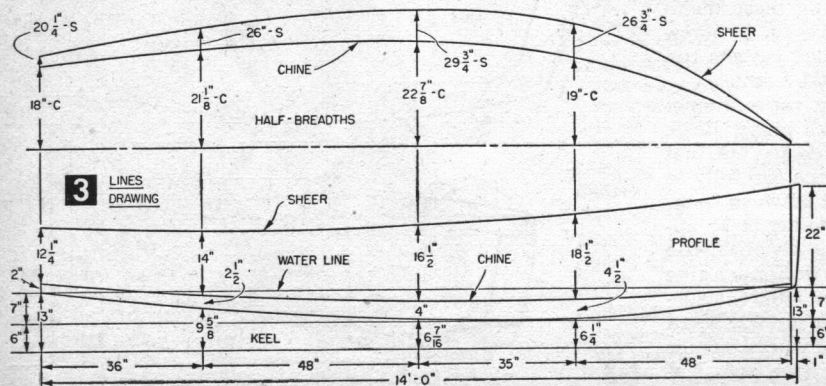 20 1/4"-S
26"-S
26 3/4"-S
SHEER
CHINE
29 3/4"-S
18"-C
21 1/8"-C
22 7/8"-C
19"-C
HALF-BREADTHS
3 LINES
DRAWING
SHEER
12 1/4"
14"
WATER LINE
16 1/2"
CHINE
18 1/2"
PROFILE
22"
2"
2 1/2"
4 1/2"
7"
13"
4"
13"
7"
9 5/8"
KEEL
6 7/16"
6 1/4"
6"
6"
36"
48"
35"
48"
1"
14'-0"